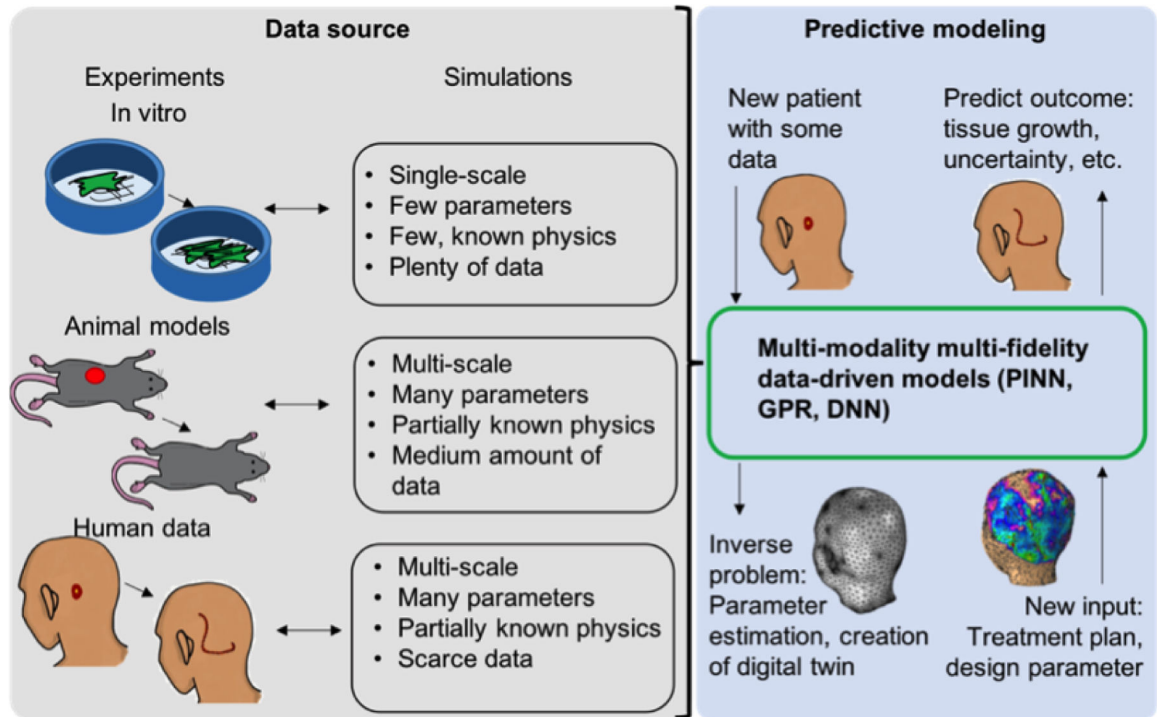 Data source
Experiments
In vitro
Simulations
• Single-scale
• Few parameters
• Few, known physics
• Plenty of data
Animal models
• Multi-scale
• Many parameters
• Partially known physics
• Medium amount of
data
Human data
• Multi-scale
• Many parameters
• Partially known physics
• Scarce data
Predictive modeling
New patient
with some
data
Predict outcome:
tissue growth,
uncertainty, etc.
Multi-modality multi-fidelity
data-driven models (PINN,
GPR, DNN)
Inverse
problem:
Parameter
estimation, creation
of digital twin
New input:
Treatment plan,
design parameter